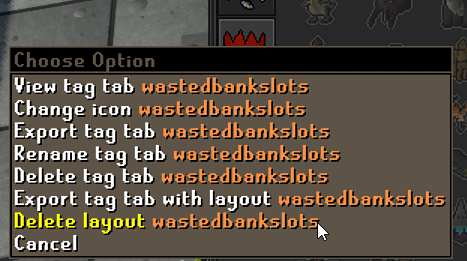 Choose Option
View tag tab wastedbankslots
Change icon wastedbankslots
Export tag tab wastedbankslots
Rename tag tab wastedbankslots
Delete tag tab wastedbankslots
Export tag tab with layout wastedbankslots
Delete layout wastedbankslots
Cancel